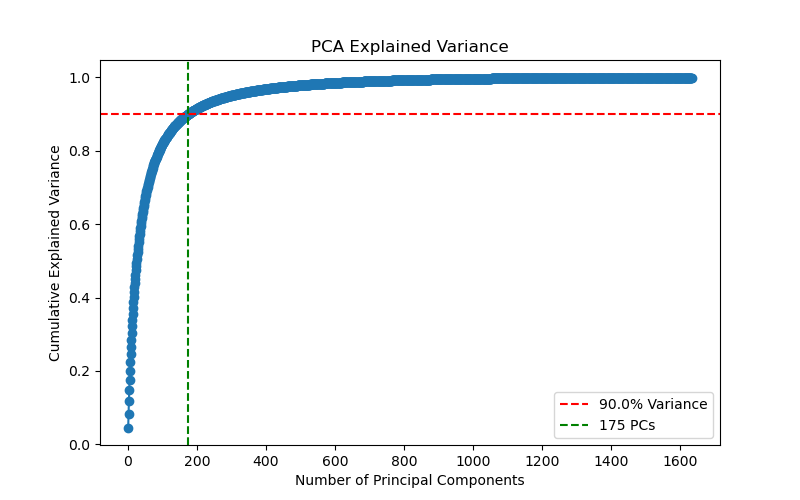 PCA Explained Variance
1.0
0.8
0.6
0.4
0.2
0.0
Cumulative Explained Variance
90.0% Variance
175 PCs
0 200 400 600 800 1000 1200 1400 1600
Number of Principal Components